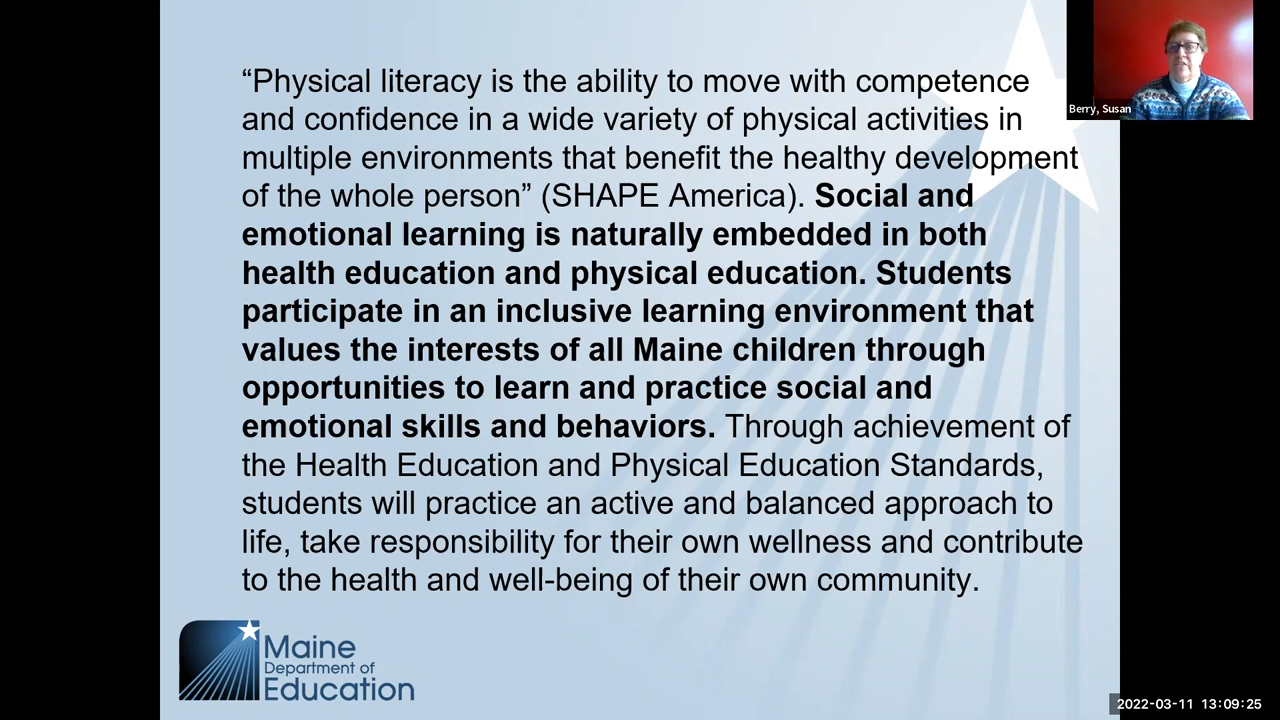 “Physical literacy is the ability to move with competence
and confidence in a wide variety of physical activities in
multiple environments that benefit the healthy development
of the whole person” (SHAPE America). Social and
emotional learning is naturally embedded in both
health education and physical education. Students
participate in an inclusive learning environment that
values the interests of all Maine children through
opportunities to learn and practice social and
emotional skills and behaviors. Through achievement of
the Health Education and Physical Education Standards,
students will practice an active and balanced approach to
life, take responsibility for their own wellness and contribute
to the health and well-being of their own community.
Berry, Susan
Maine
Department of
Education
2022-03-11 13:09:25